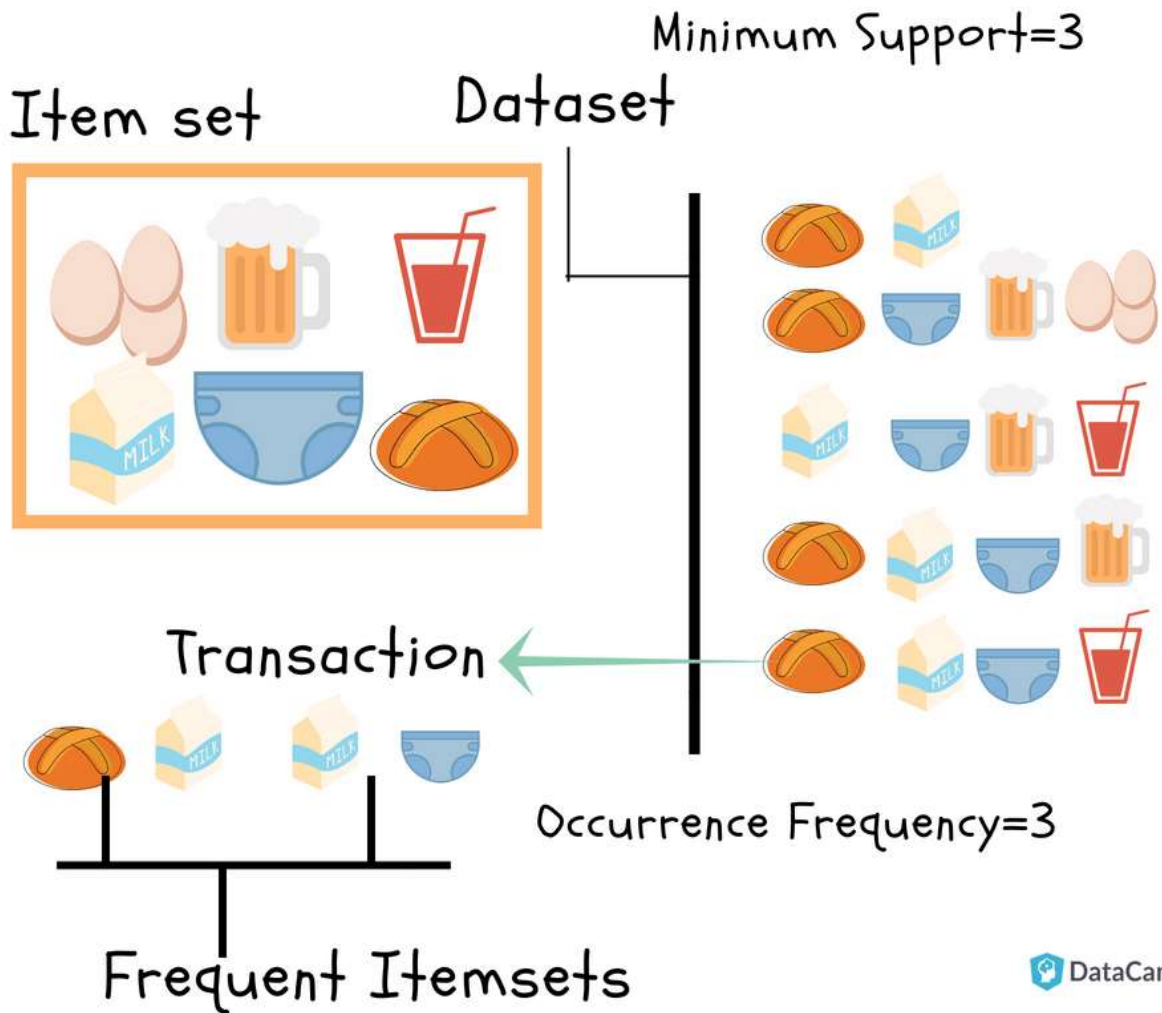 Minimum Support=3
Dataset
Item set
MILK
MILK
MILK
MILK
MILK
Transaction
MILK
MILK
Occurrence Frequency=3
Frequent Itemsets
DataCam